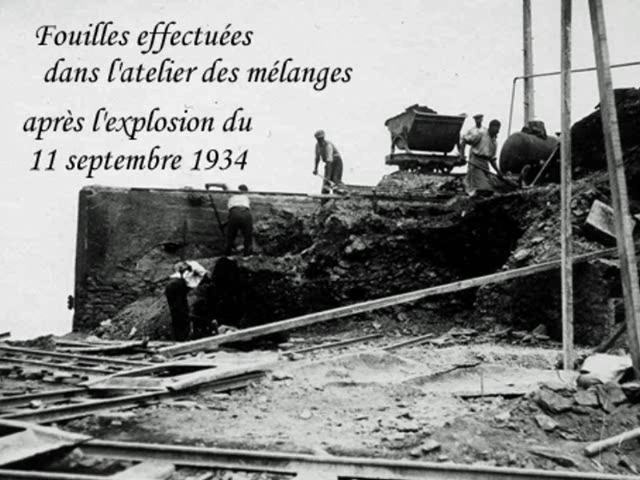 Fouilles effectuées
dans l'atelier des mélanges
après l'explosion du
11 septembre 1934